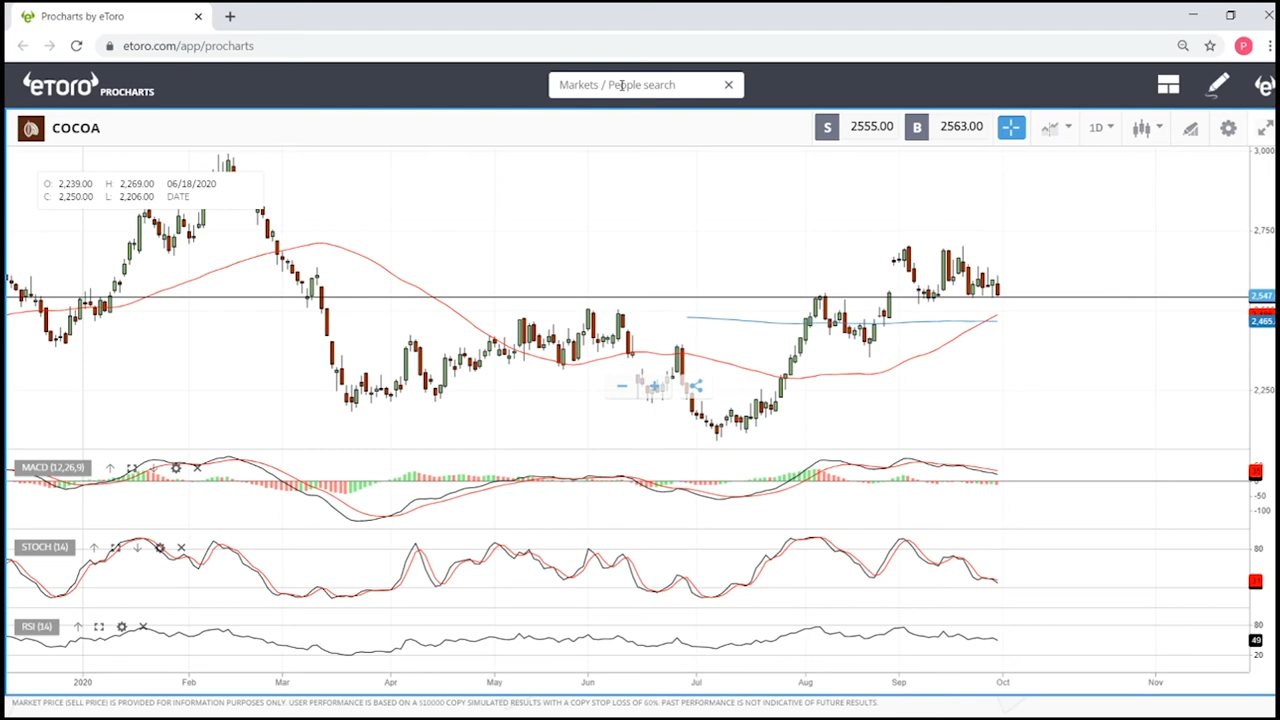 Procharts by eToro
etoro.com/app/procharts
P
eTORO PROCHARTS
Markets / People search
COCOA
S 2555.00 B 2563.00
1D
O: 2,239.00 H: 2,269.00 06/18/2020
C: 2,250.00 L: 2,206.00 DATE
3,000
2,750
2,547
2,465
2,250
MACD (12,26,9)
0
-50
-100
STOCH (14)
80
31
RSI (14)
80
49
20
2020 Feb Mar Apr May Jun Jul Aug Sep Oct Nov
MARKET PRICE (SELL PRICE) IS PROVIDED FOR INFORMATION PURPOSES ONLY. USER PERFORMANCE IS BASED ON A $10000 COPY SIMULATED RESULTS WITH A COPY STOP LOSS OF 60%. PAST PERFORMANCE IS NOT INDICATIVE OF FUTURE RESULTS.